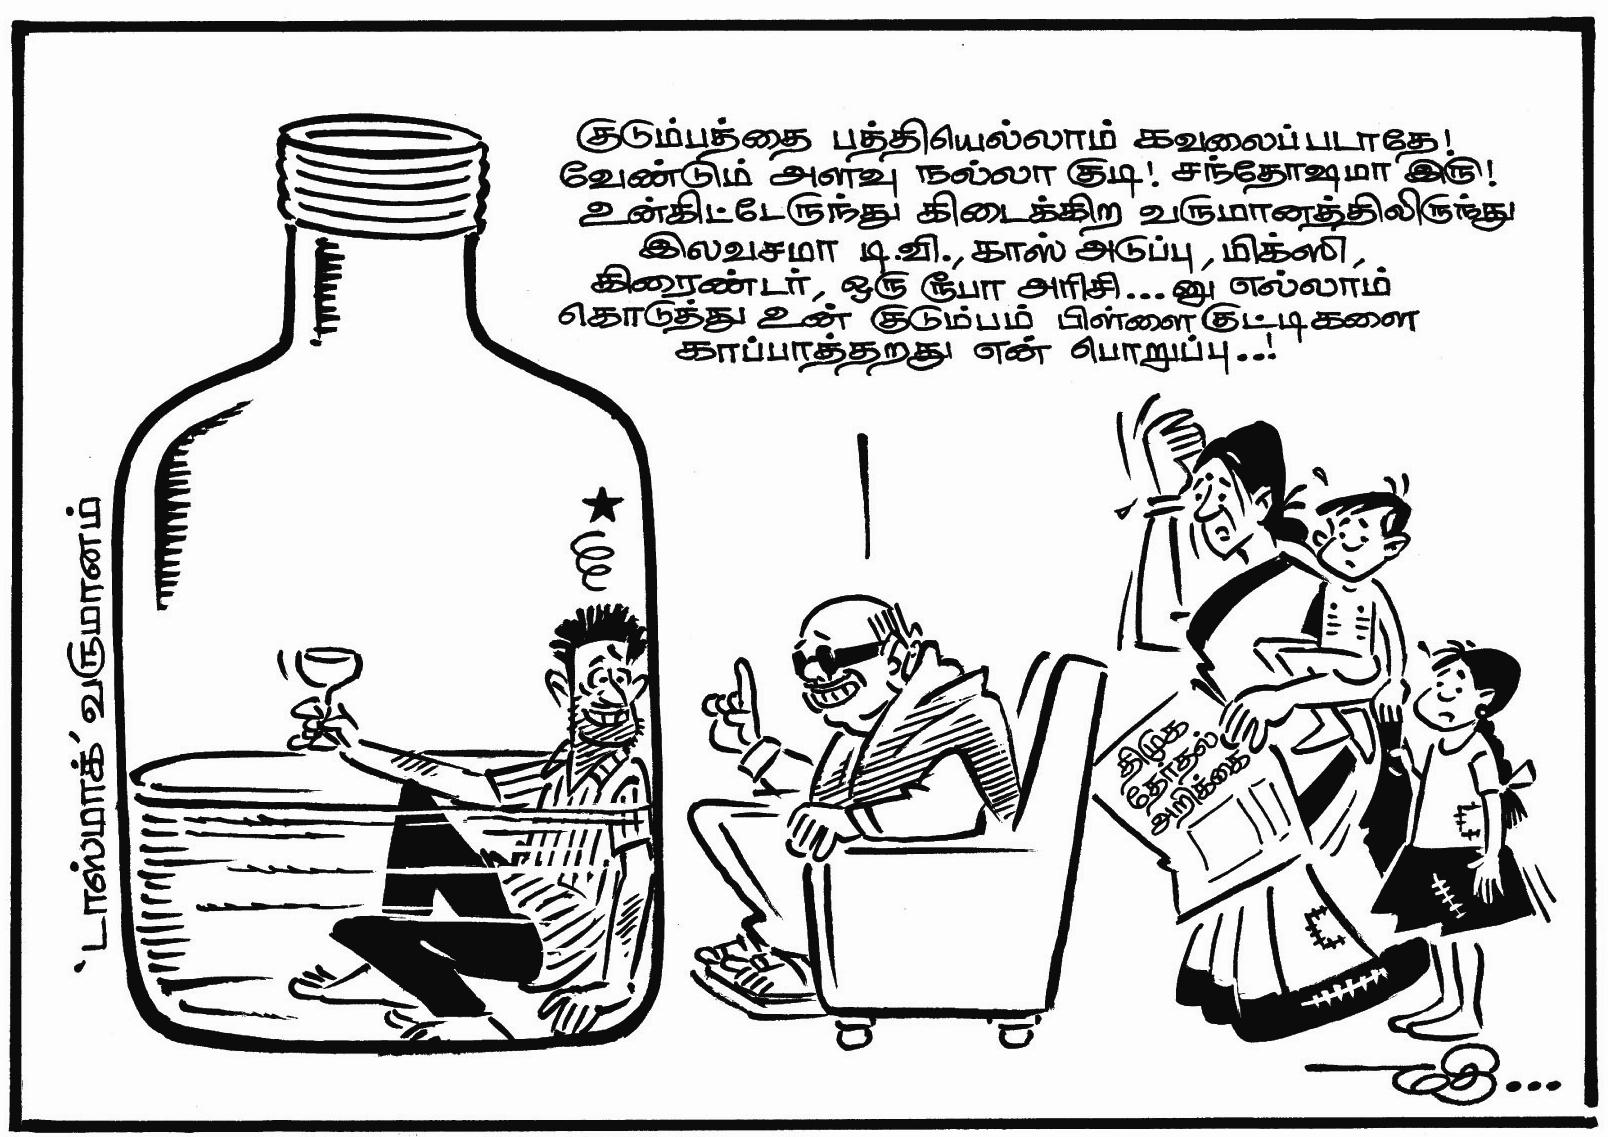 குடும்பத்தை பத்தியெல்லாம் கவலைப்படாதே!
வேண்டும் அளவு நல்லா குடி! சந்தோஷமா இரு!
உன்கிட்டேருந்து கிடைக்கிற வருமானத்திலிருந்து
இலவசமா டி.வி., காஸ் அடுப்பு, மிக்ஸி,
கிரைண்டர், ஒரு ரூபா அரிசி...னு எல்லாம்
கொடுத்து உன் குடும்பம் பிள்ளைகுட்டிகளை
காப்பாத்தறது என் பொறுப்பு..!
'டாஸ்மாக்' வருமானம்
திமுக
தேர்தல்
அறிக்கை